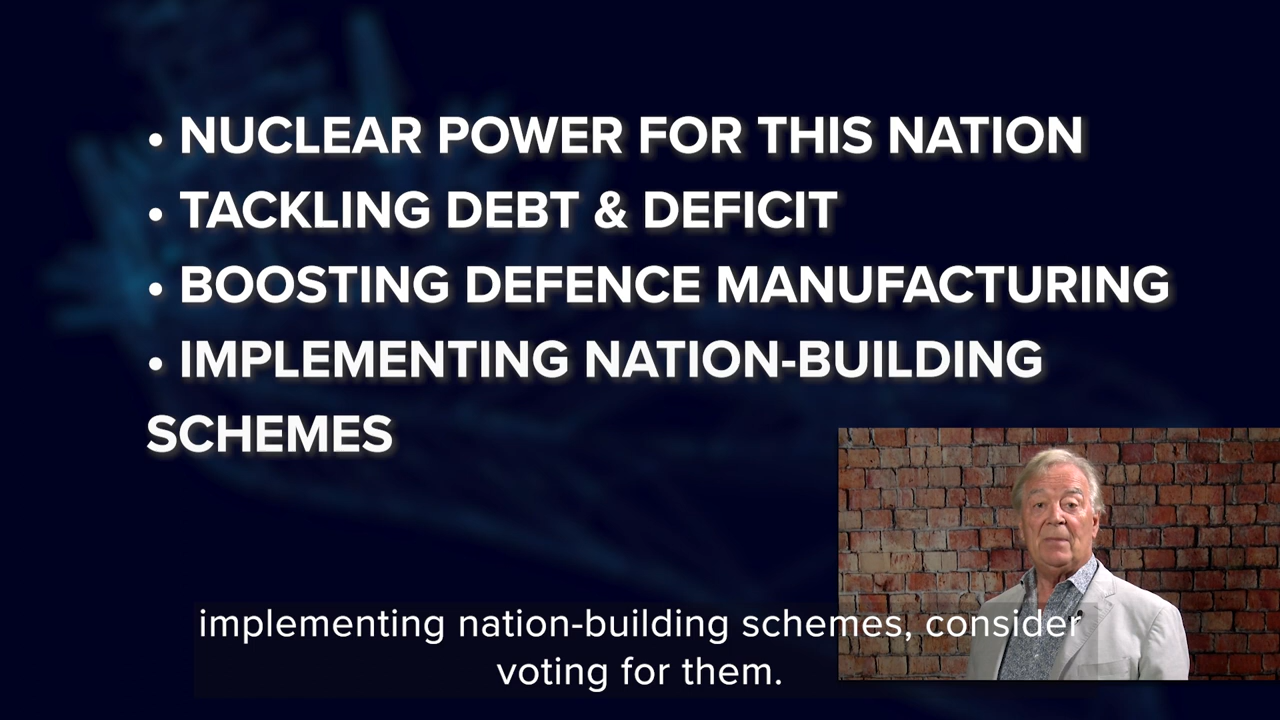 • NUCLEAR POWER FOR THIS NATION
• TACKLING DEBT & DEFICIT
• BOOSTING DEFENCE MANUFACTURING
• IMPLEMENTING NATION-BUILDING
SCHEMES
implementing nation-building schemes, consider
voting for them.